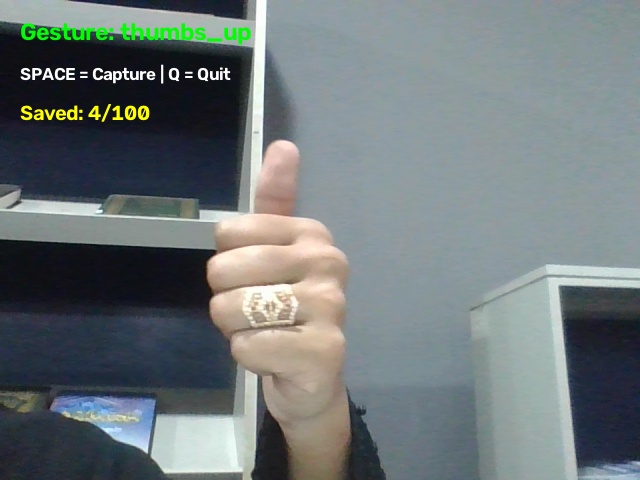 Gesture: thumbs_up
SPACE = Capture | Q = Quit
Saved: 4/100